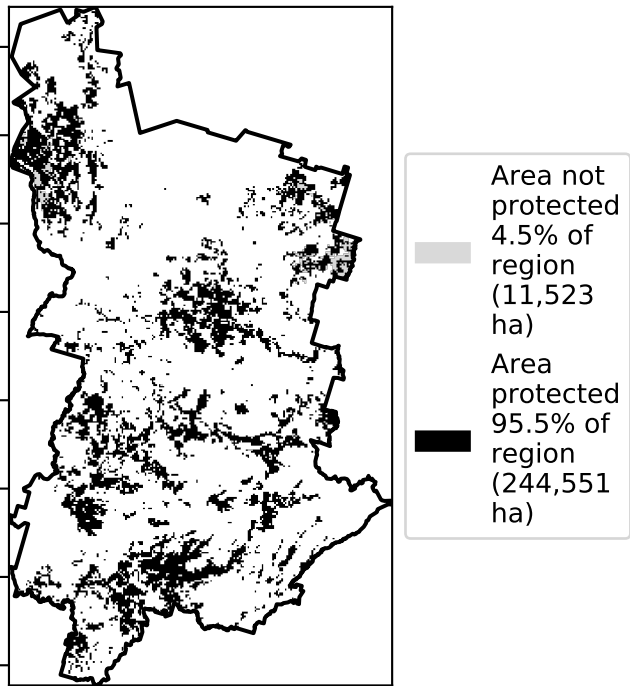 Area not
protected
4.5% of
region
(11,523
ha)
Area
protected
95.5% of
region
(244,551
ha)